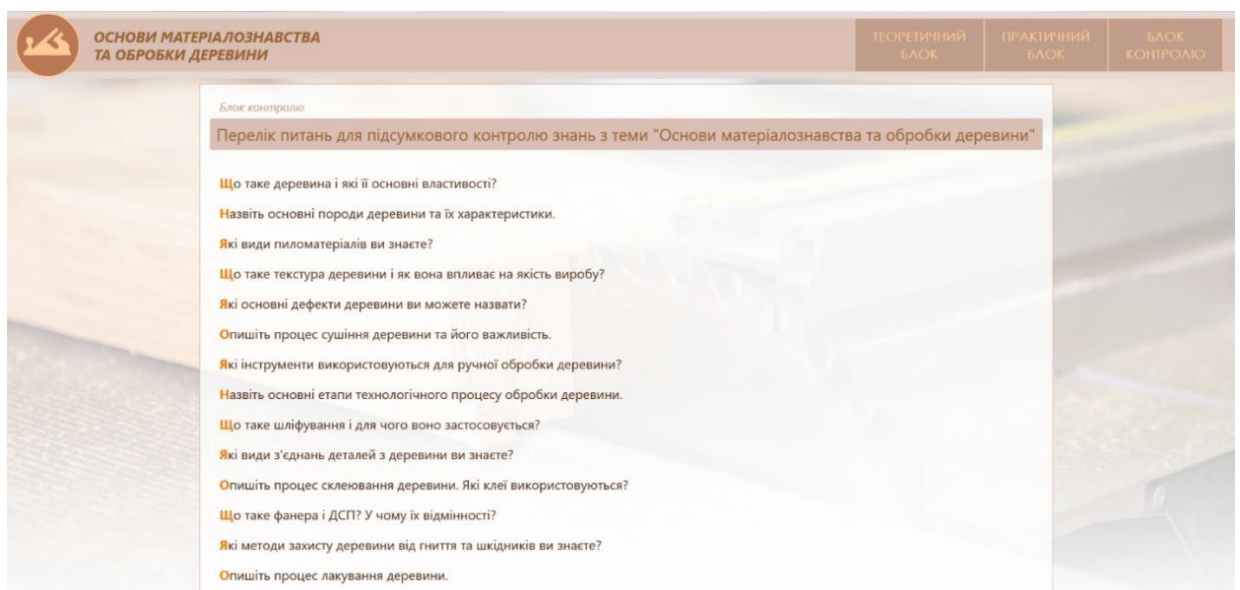 ОСНОВИ МАТЕРІАЛОЗНАВСТВА
ТА ОБРОБКИ ДЕРЕВИНИ
ТЕОРЕТИЧНИЙ
БЛОК
ПРАКТИЧНИЙ
БЛОК
БЛОК
КОНТРОЛЮ
Блок контролю
Перелік питань для підсумкового контролю знань з теми "Основи матеріалознавства та обробки деревини"
Що таке деревина і які її основні властивості?
Назвіть основні породи деревини та їх характеристики.
Які види пиломатеріалів ви знаєте?
Що таке текстура деревини і як вона впливає на якість виробу?
Які основні дефекти деревини ви можете назвати?
Опишіть процес сушіння деревини та його важливість.
Які інструменти використовуються для ручної обробки деревини?
Назвіть основні етапи технологічного процесу обробки деревини.
Що таке шліфування і для чого воно застосовується?
Які види з'єднань деталей з деревини ви знаєте?
Опишіть процес склеювання деревини. Які клеї використовуються?
Що таке фанера і ДСП? У чому їх відмінності?
Які методи захисту деревини від гниття та шкідників ви знаєте?
Опишіть процес лакування деревини.